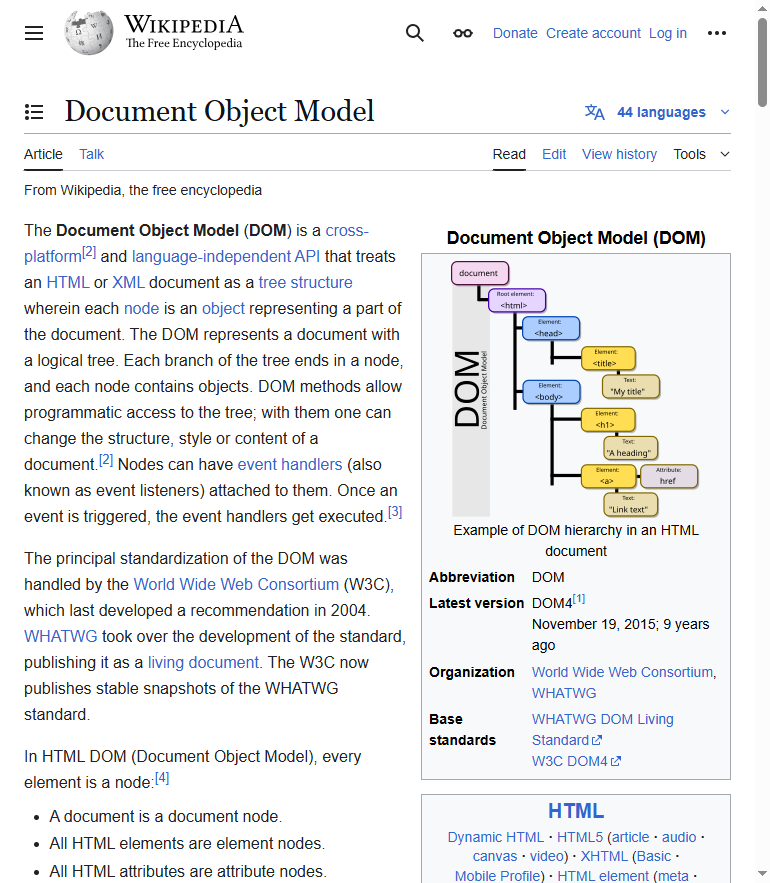 WIKIPEDIA
The Free Encyclopedia
Donate Create account Log in
Document Object Model
44 languages
Article Talk
Read Edit View history Tools
From Wikipedia, the free encyclopedia
The Document Object Model (DOM) is a cross-
platform[2] and language-independent API that treats
an HTML or XML document as a tree structure
wherein each node is an object representing a part of
the document. The DOM represents a document with
a logical tree. Each branch of the tree ends in a node,
and each node contains objects. DOM methods allow
programmatic access to the tree; with them one can
change the structure, style or content of a
document.[2] Nodes can have event handlers (also
known as event listeners) attached to them. Once an
event is triggered, the event handlers get executed.[3]
The principal standardization of the DOM was
handled by the World Wide Web Consortium (W3C),
which last developed a recommendation in 2004.
WHATWG took over the development of the standard,
publishing it as a living document. The W3C now
publishes stable snapshots of the WHATWG
standard.
In HTML DOM (Document Object Model), every
element is a node:[4]
• A document is a document node.
• All HTML elements are element nodes.
• All HTML attributes are attribute nodes.
Document Object Model (DOM)
document
Root element:
<html>
Element:
<head>
Element:
<title>
Text:
"My title"
Element:
<body>
Element:
<h1>
Text:
"A heading"
Element:
<a>
Attribute:
href
Text:
"Link text"
DOM
Document Object Model
Example of DOM hierarchy in an HTML
document
Abbreviation DOM
Latest version DOM4[1]
November 19, 2015; 9 years
ago
Organization World Wide Web Consortium,
WHATWG
Base WHATWG DOM Living
standards Standard
W3C DOM4
HTML
Dynamic HTML · HTML5 (article · audio ·
canvas · video) · XHTML (Basic ·
Mobile Profile) · HTML element (meta ·